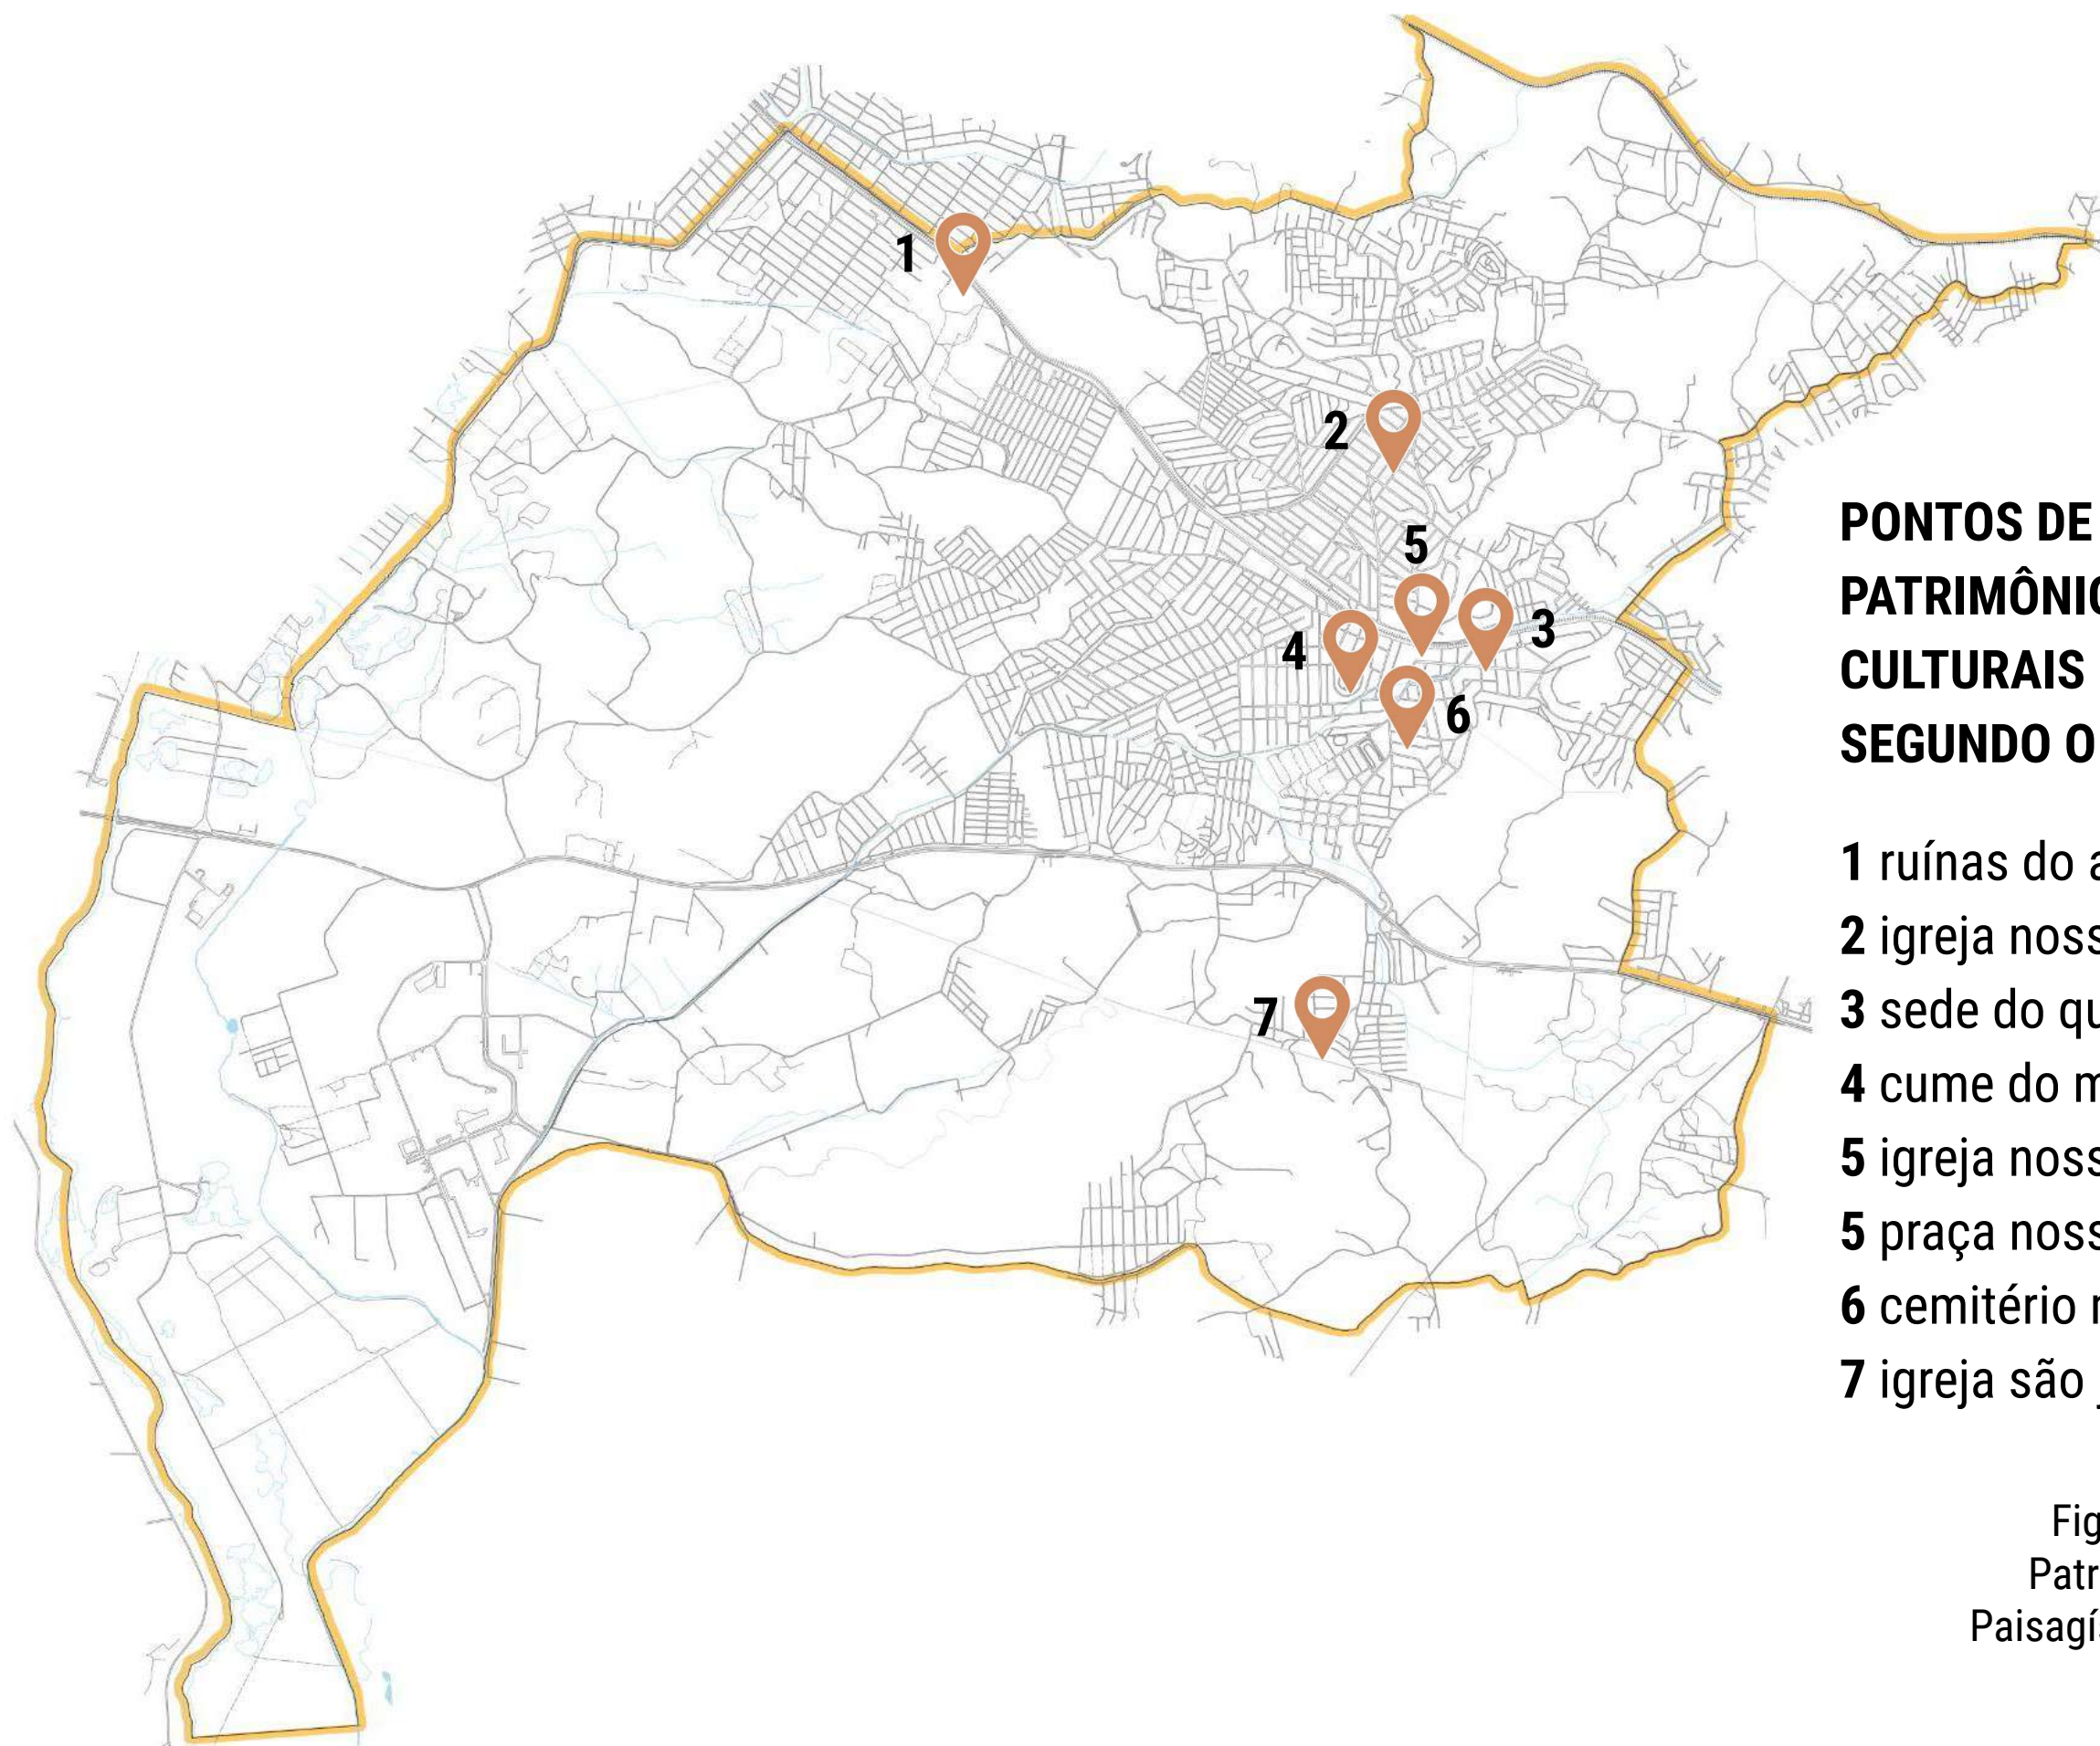 1
2
5
3
4
6
7
PONTOS DE
PATRIMÔNIO
CULTURAIS
SEGUNDO O
1 ruínas do a
2 igreja noss
3 sede do qu
4 cume do m
5 igreja noss
5 praça noss
6 cemitério
7 igreja são
Fig
Patr
Paisagí